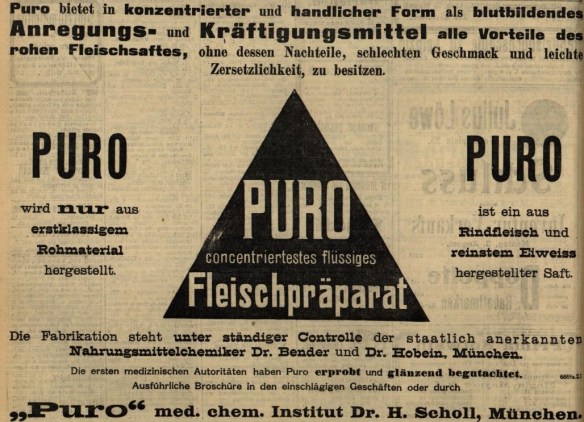 Puro bietet in konzentrierter und handlicher Form als blutbildendes
Anregungs- und Kräftigungsmittel alle Vorteile des
rohen Fleischsaftes, ohne dessen Nachteile, schlechten Geschmack und leichte
Zersetzlichkeit, zu besitzen.
PURO
wird nur aus
erstklassigem
Rohmaterial
hergestellt.
PURO
concentriertestes flüssiges
Fleischpräparat
PURO
ist ein aus
Rindfleisch und
reinstem Eiweiss
hergestellter Saft.
Die Fabrikation steht unter ständiger Controlle der staatlich anerkannten
Nahrungsmittelchemiker Dr. Bender und Dr. Hobein, München.
Die ersten medizinischen Autoritäten haben Puro erprobt und glänzend begutachtet.
Ausführliche Broschüre in den einschlägigen Geschäften oder durch
„Puro“ med. chem. Institut Dr. H. Scholl, München.